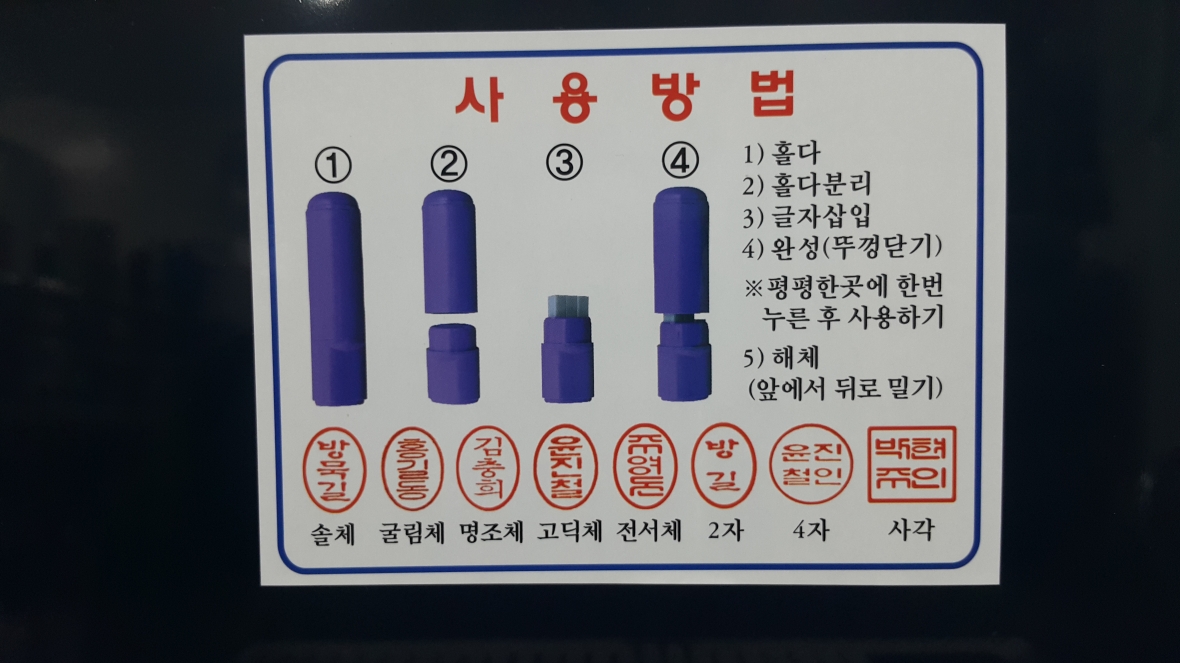 사용방법
① ② ③ ④
1) 홀다
2) 홀다분리
3) 글자삽입
4) 완성(뚜껑닫기)
※평평한곳에 한번
누른 후 사용하기
5) 해체
(앞에서 뒤로 밀기)
방묵길 홍길동 김충희 윤진철 주영돈 방길 윤진철인 박현주인
솔체 굴림체 명조체 고딕체 전서체 2자 4자 사각